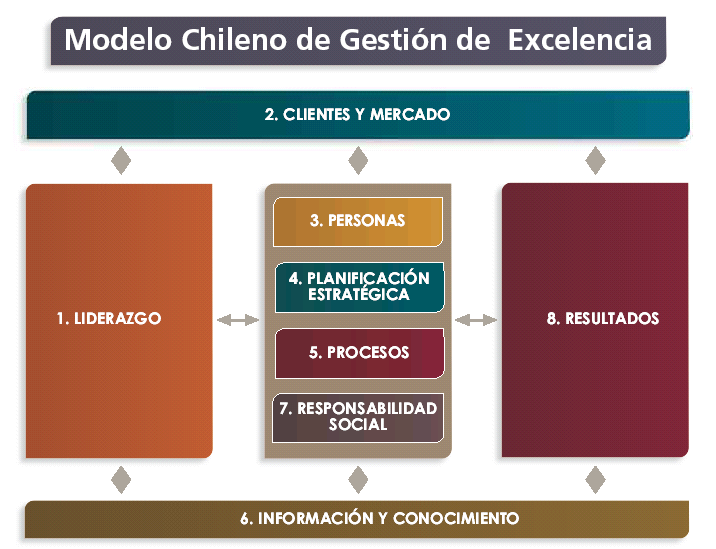 Modelo Chileno de Gestión de Excelencia
2. CLIENTES Y MERCADO
1. LIDERAZGO
3. PERSONAS
4. PLANIFICACIÓN
ESTRATÉGICA
5. PROCESOS
7. RESPONSABILIDAD
SOCIAL
8. RESULTADOS
6. INFORMACIÓN Y CONOCIMIENTO